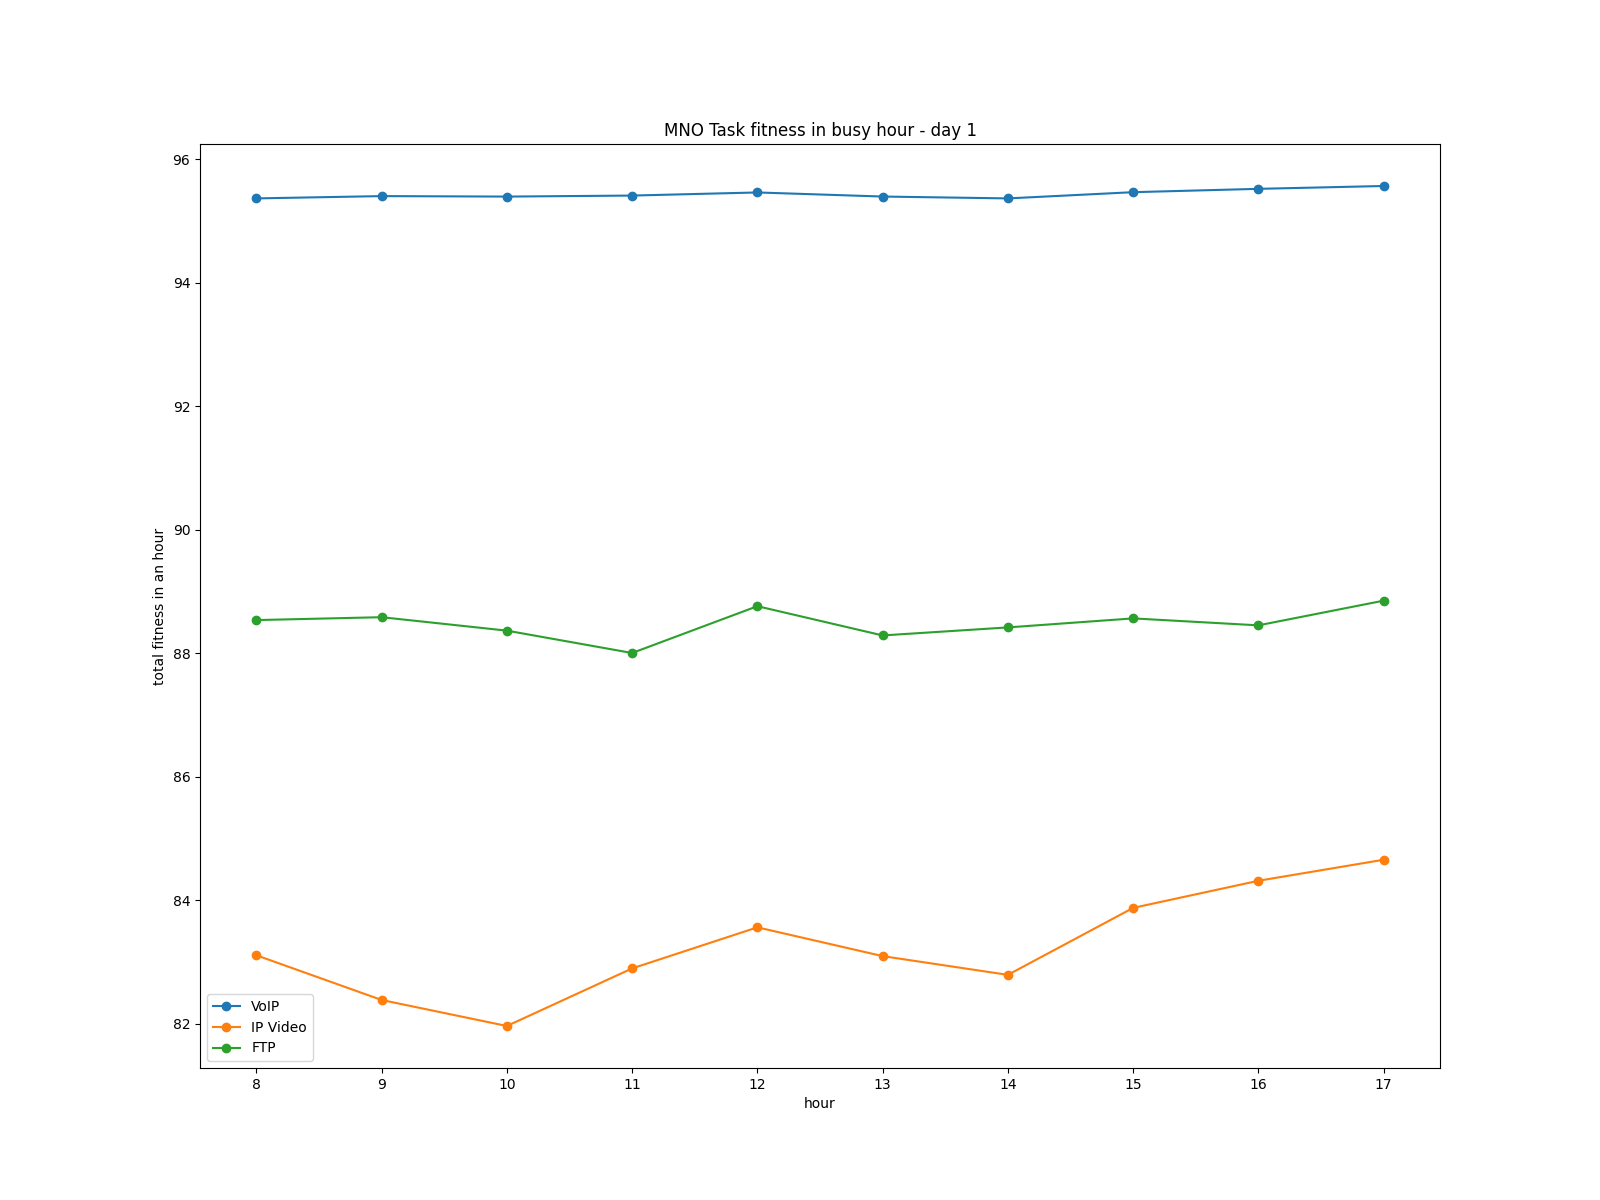 MNO Task fitness in busy hour - day 1
96
94
92
90
88
86
84
82
total fitness in an hour
VoIP
IP Video
FTP
8 9 10 11 12 13 14 15 16 17
hour